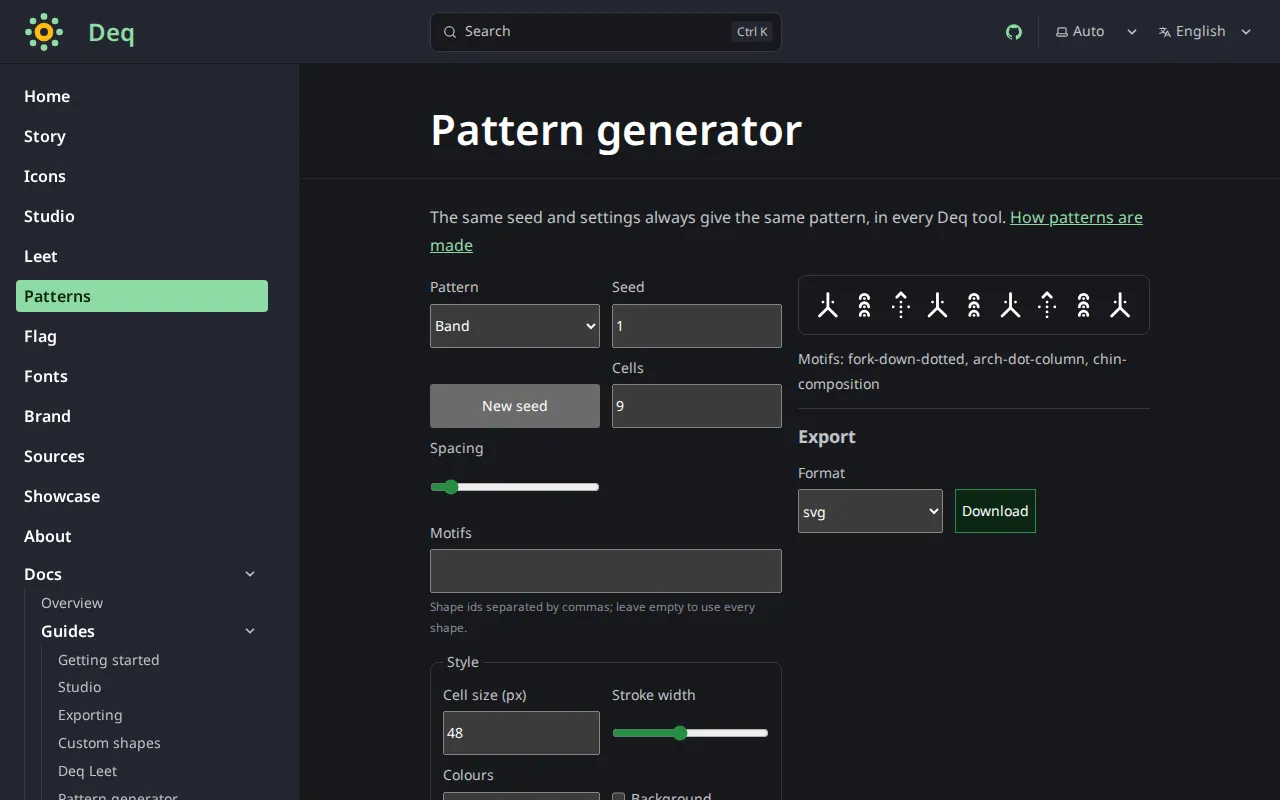 Deq
Search
Ctrl K
Auto
English
Home
Story
Icons
Studio
Leet
Patterns
Flag
Fonts
Brand
Sources
Showcase
About
Docs
Overview
Guides
Getting started
Studio
Exporting
Custom shapes
Deq Leet
Pattern generator
Pattern generator
The same seed and settings always give the same pattern, in every Deq tool. How patterns are
made
Pattern
Seed
Band
1
New seed
Cells
9
Spacing
Motifs
Shape ids separated by commas; leave empty to use every
shape.
Style
Cell size (px)
Stroke width
48
Colours
Background
Motifs: fork-down-dotted, arch-dot-column, chin-
composition
Export
Format
svg
Download